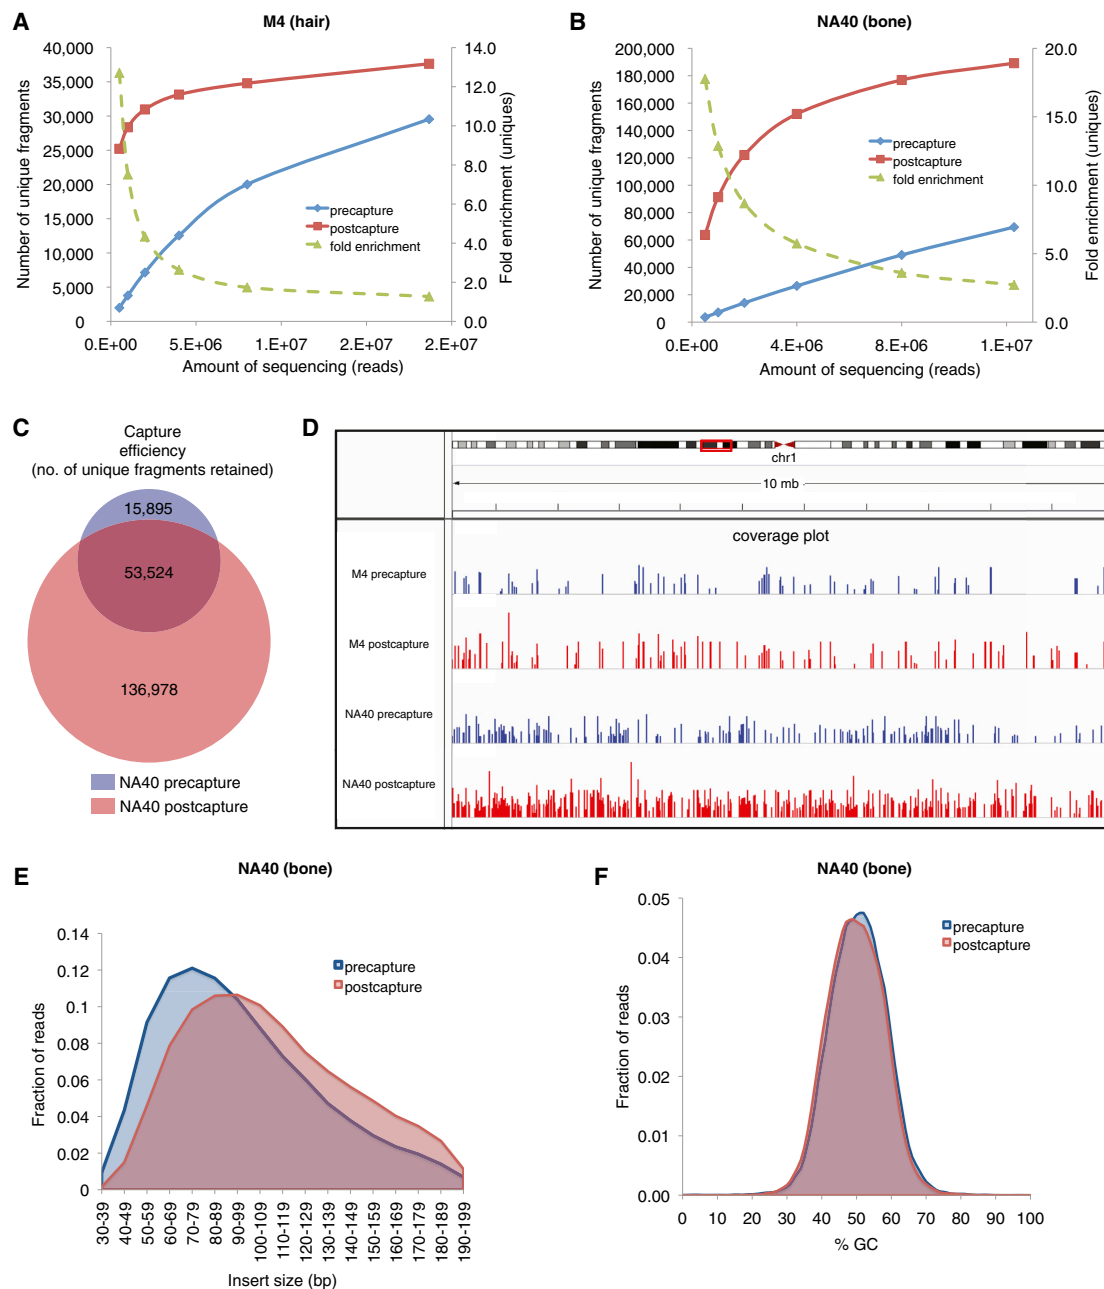 A
M4 (hair)
Number of unique fragments
40,000
35,000
30,000
25,000
20,000
15,000
10,000
5,000
0
14.0
12.0
10.0
8.0
6.0
4.0
2.0
0.0
Fold enrichment (uniques)
precapture
postcapture
fold enrichment
0.E+00
5.E+06
1.E+07
2.E+07
2.E+07
Amount of sequencing (reads)
B
NA40 (bone)
Number of unique fragments
200,000
180,000
160,000
140,000
120,000
100,000
80,000
60,000
40,000
20,000
0
20.0
15.0
10.0
5.0
0.0
Fold enrichment (uniques)
precapture
postcapture
fold enrichment
0.E+00
4.E+06
8.E+06
1.E+07
Amount of sequencing (reads)
C
Capture
efficiency
(no. of unique fragments retained)
15,895
53,524
136,978
NA40 precapture
NA40 postcapture
D
chr1
10 mb
coverage plot
M4 precapture
M4 postcapture
NA40 precapture
NA40 postcapture
E
NA40 (bone)
Fraction of reads
0.14
0.12
0.1
0.08
0.06
0.04
0.02
0
precapture
postcapture
30-39
40-49
50-59
60-69
70-79
80-89
90-99
100-109
110-119
120-129
130-139
140-149
150-159
160-169
170-179
180-189
190-199
Insert size (bp)
F
NA40 (bone)
Fraction of reads
0.05
0.04
0.03
0.02
0.01
0.00
precapture
postcapture
0
10
20
30
40
50
60
70
80
90
100
% GC